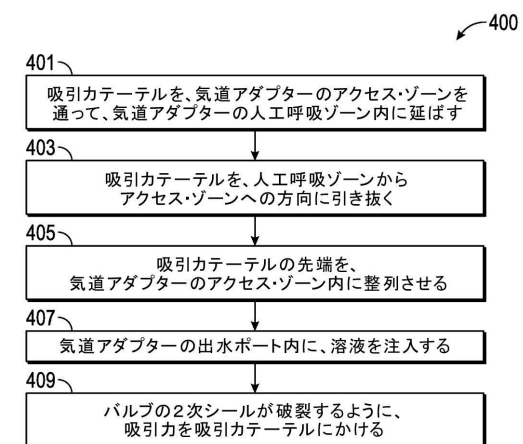 400
401
吸引カテーテルを、気道アダプターのアクセス・ゾーンを
通って、気道アダプターの人工呼吸ゾーン内に延ばす
403
吸引カテーテルを、人工呼吸ゾーンから
アクセス・ゾーンへの方向に引き抜く
405
吸引カテーテルの先端を、
気道アダプターのアクセス・ゾーン内に整列させる
407
気道アダプターの出水ポート内に、溶液を注入する
409
バルブの2次シールが破裂するように、
吸引力を吸引カテーテルにかける